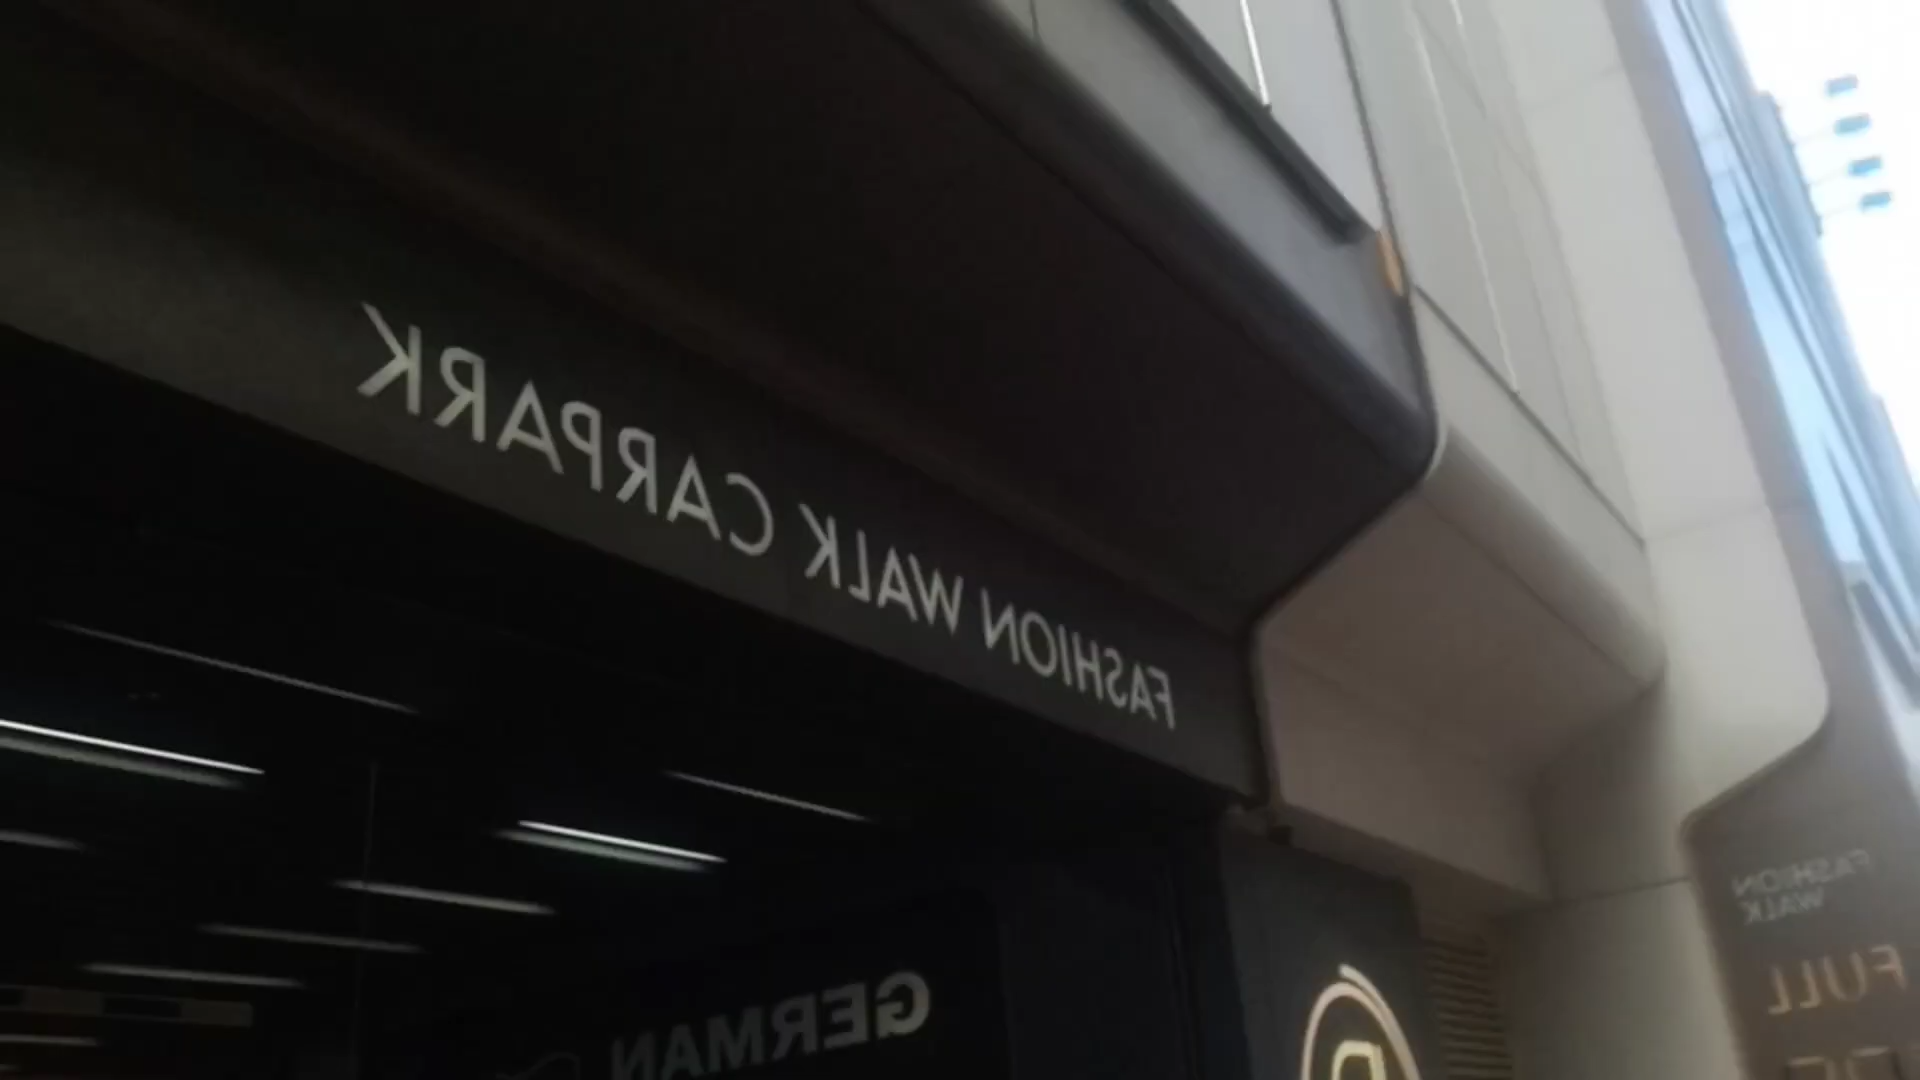 FASHION WALK CARPARK
GERMAN
P
FASHION
WALK
FULL